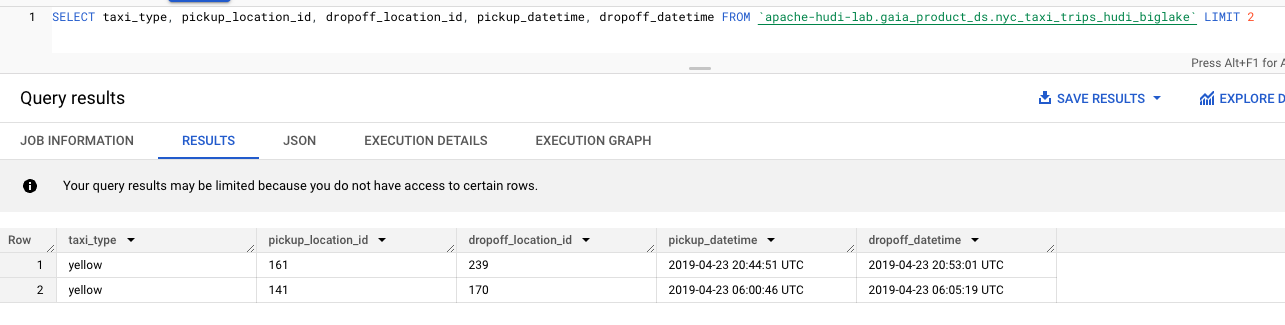 1 SELECT taxi_type, pickup_location_id, dropoff_location_id, pickup_datetime, dropoff_datetime FROM `apache-hudi-lab.gaia_product_ds.nyc_taxi_trips_hudi_biglake` LIMIT 2
Press Alt+F1 for
Query results SAVE RESULTS EXPLORE D
JOB INFORMATION RESULTS JSON EXECUTION DETAILS EXECUTION GRAPH
Your query results may be limited because you do not have access to certain rows.
Row taxi_type pickup_location_id dropoff_location_id pickup_datetime dropoff_datetime
1 yellow 161 239 2019-04-23 20:44:51 UTC 2019-04-23 20:53:01 UTC
2 yellow 141 170 2019-04-23 06:00:46 UTC 2019-04-23 06:05:19 UTC